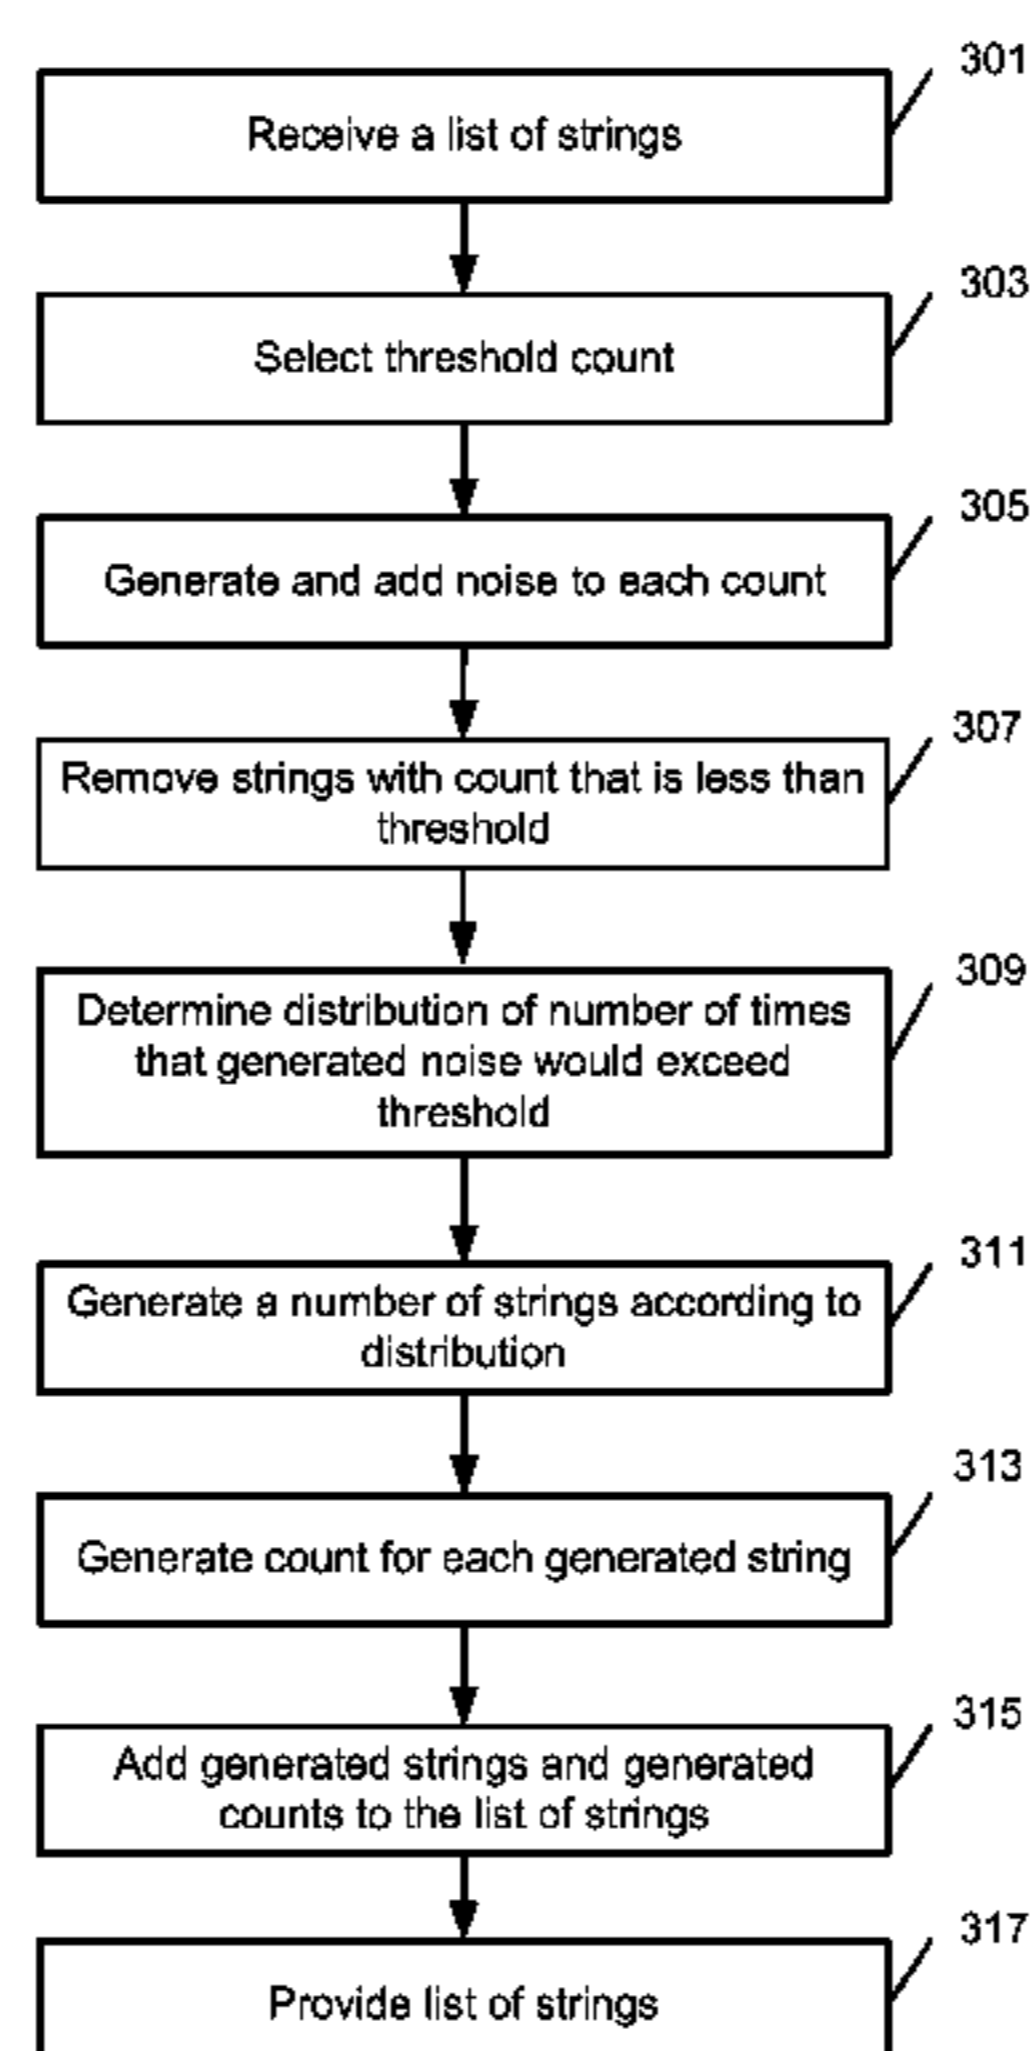 301
Receive a list of strings
303
Select threshold count
305
Generate and add noise to each count
307
Remove strings with count that is less than
threshold
309
Determine distribution of number of times
that generated noise would exceed
threshold
311
Generate a number of strings according to
distribution
313
Generate count for each generated string
315
Add generated strings and generated
counts to the list of strings
317
Provide list of strings